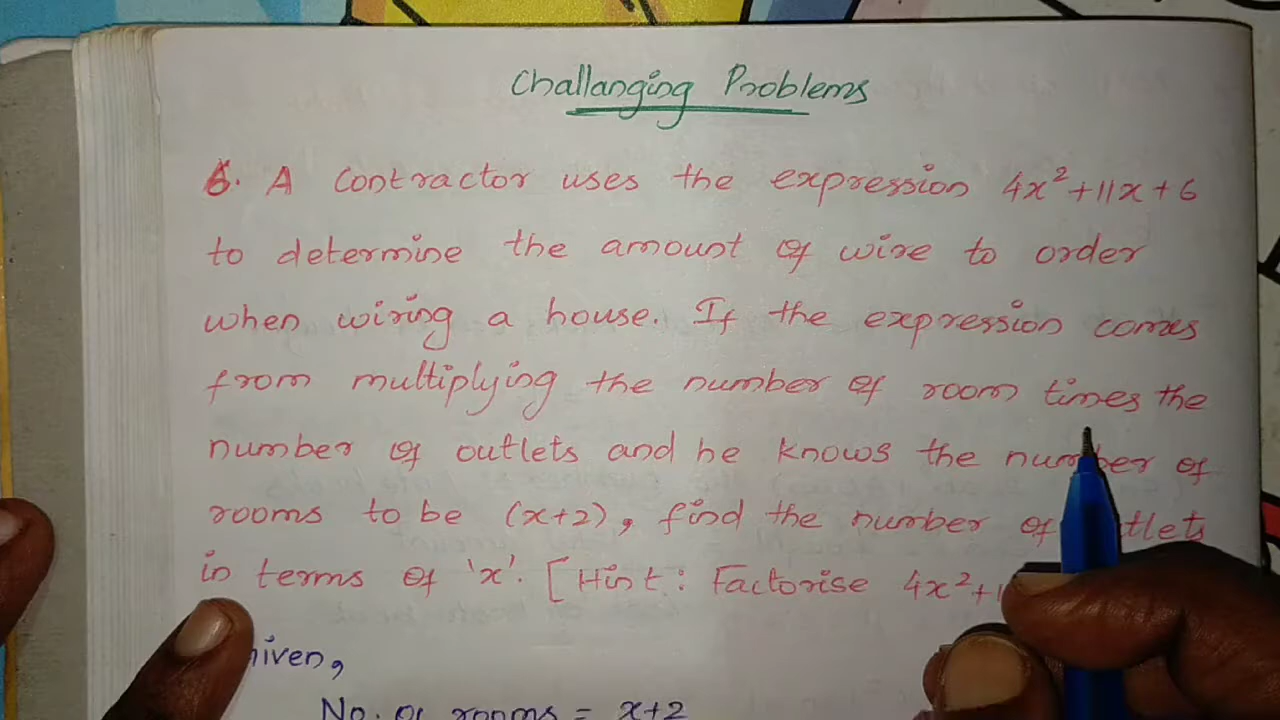 Challanging Problems
6. A Contractor uses the expression 4x²+11x+6
to determine the amount of wire to order
when wiring a house. If the expression comes
from multiplying the number of room times the
number of outlets and he knows the number of
rooms to be (x+2), find the number of
in terms of 'x'. [Hint: Factorise 4x²+1
No. of rooms = x+2